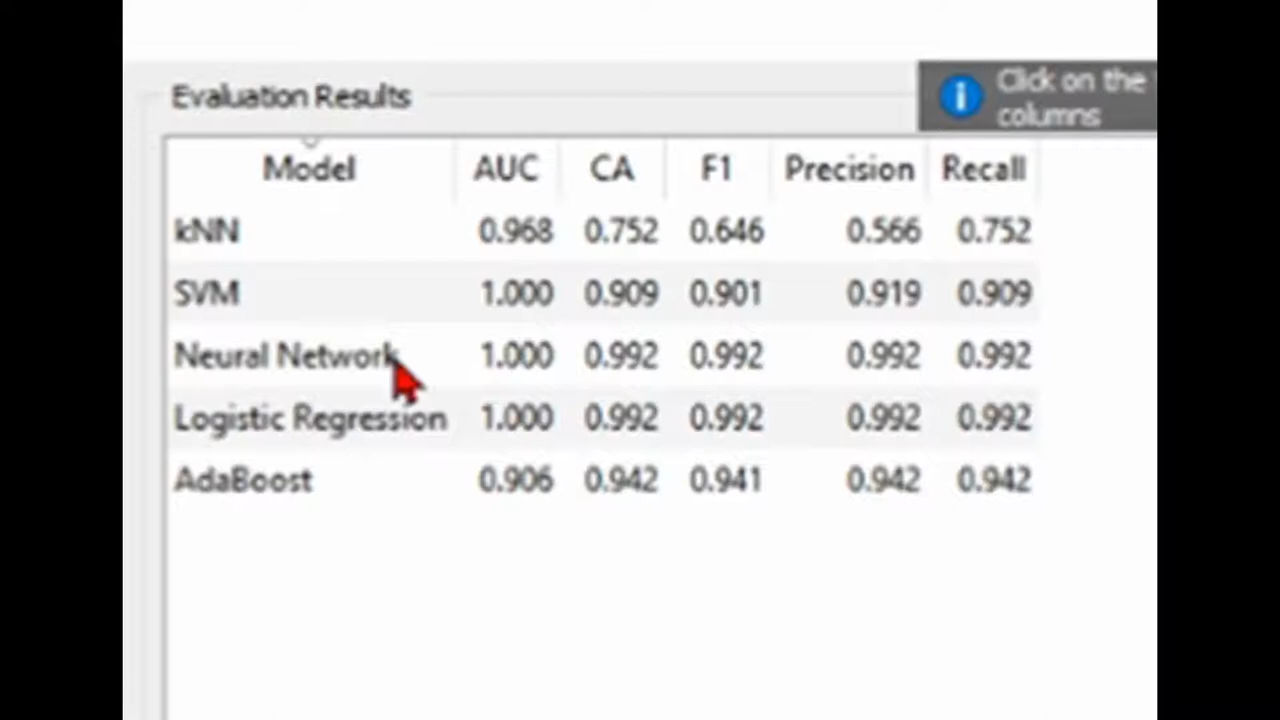 Evaluation Results
Click on the
columns
Model AUC CA F1 Precision Recall
kNN 0.968 0.752 0.646 0.566 0.752
SVM 1.000 0.909 0.901 0.919 0.909
Neural Network 1.000 0.992 0.992 0.992 0.992
Logistic Regression 1.000 0.992 0.992 0.992 0.992
AdaBoost 0.906 0.942 0.941 0.942 0.942